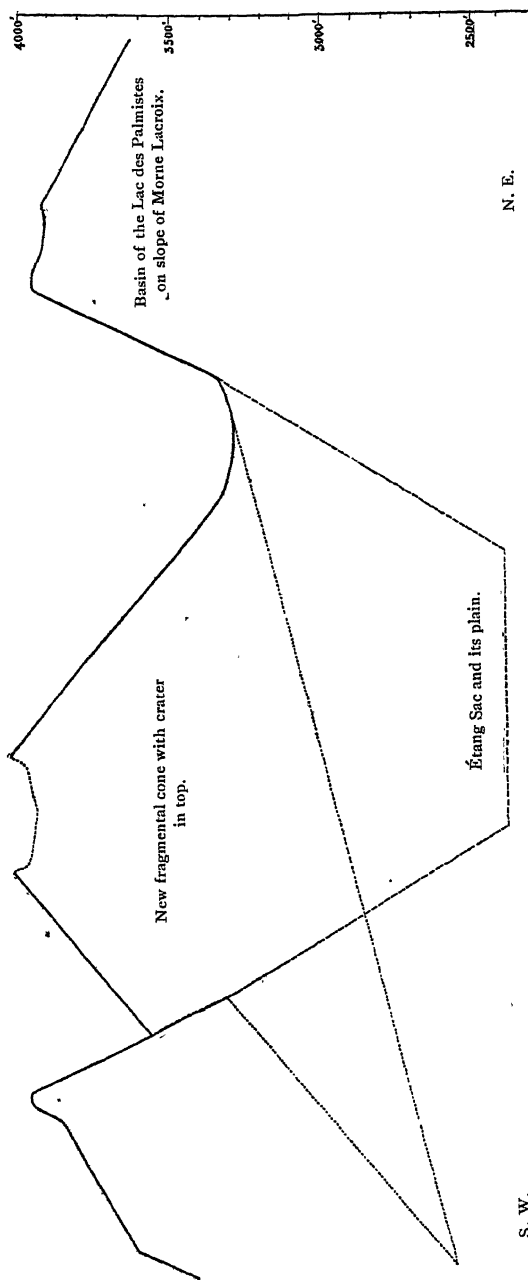 4000'
3500'
3000'
2500'
Basin of the Lac des Palmistes
on slope of Morne Lacroix.
New fragmental cone with crater
in top.
Étang Sac and its plain.
S. W.
N. E.